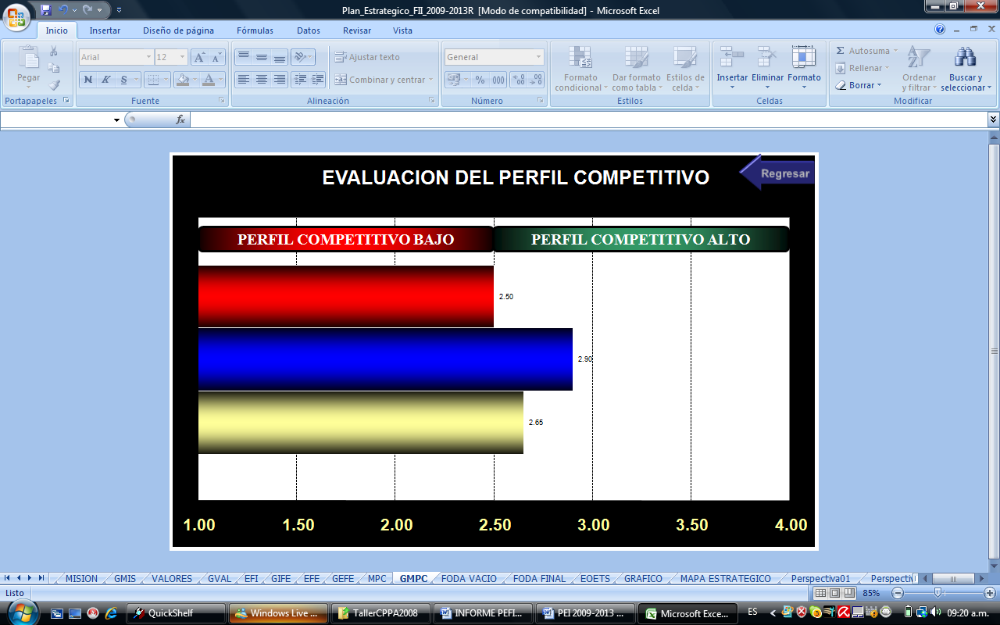 Plan_Estrategico_FII_2009-2013R [Modo de compatibilidad] - Microsoft Excel
Inicio Insertar Diseño de página Fórmulas Datos Revisar Vista
Pegar
Portapapeles
Arial 12
N K S
Fuente
Ajustar texto
Combinar y centrar
Alineación
General
% 000
Número
Formato condicional
Dar formato como tabla
Estilos de celda
Estilos
Insertar Eliminar Formato
Celdas
Σ Autosuma
Rellenar
Borrar
Ordenar y filtrar
Buscar y seleccionar
Modificar
fx
EVALUACION DEL PERFIL COMPETITIVO
Regresar
PERFIL COMPETITIVO BAJO PERFIL COMPETITIVO ALTO
2.50
2.90
2.65
1.00 1.50 2.00 2.50 3.00 3.50 4.00
MISION GMIS VALORES GVAL EFI GIFE EFE GEFE MPC GMPC FODA VACIO FODA FINAL EOETS GRAFICO MAPA ESTRATEGICO Perspectiva01 Perspectiv
Listo 85%
QuickShelf Windows Live ... TallerCPPA2008 INFORME PEFI... PEI 2009-2013 ... Microsoft Exce... ES 09:20 a.m.